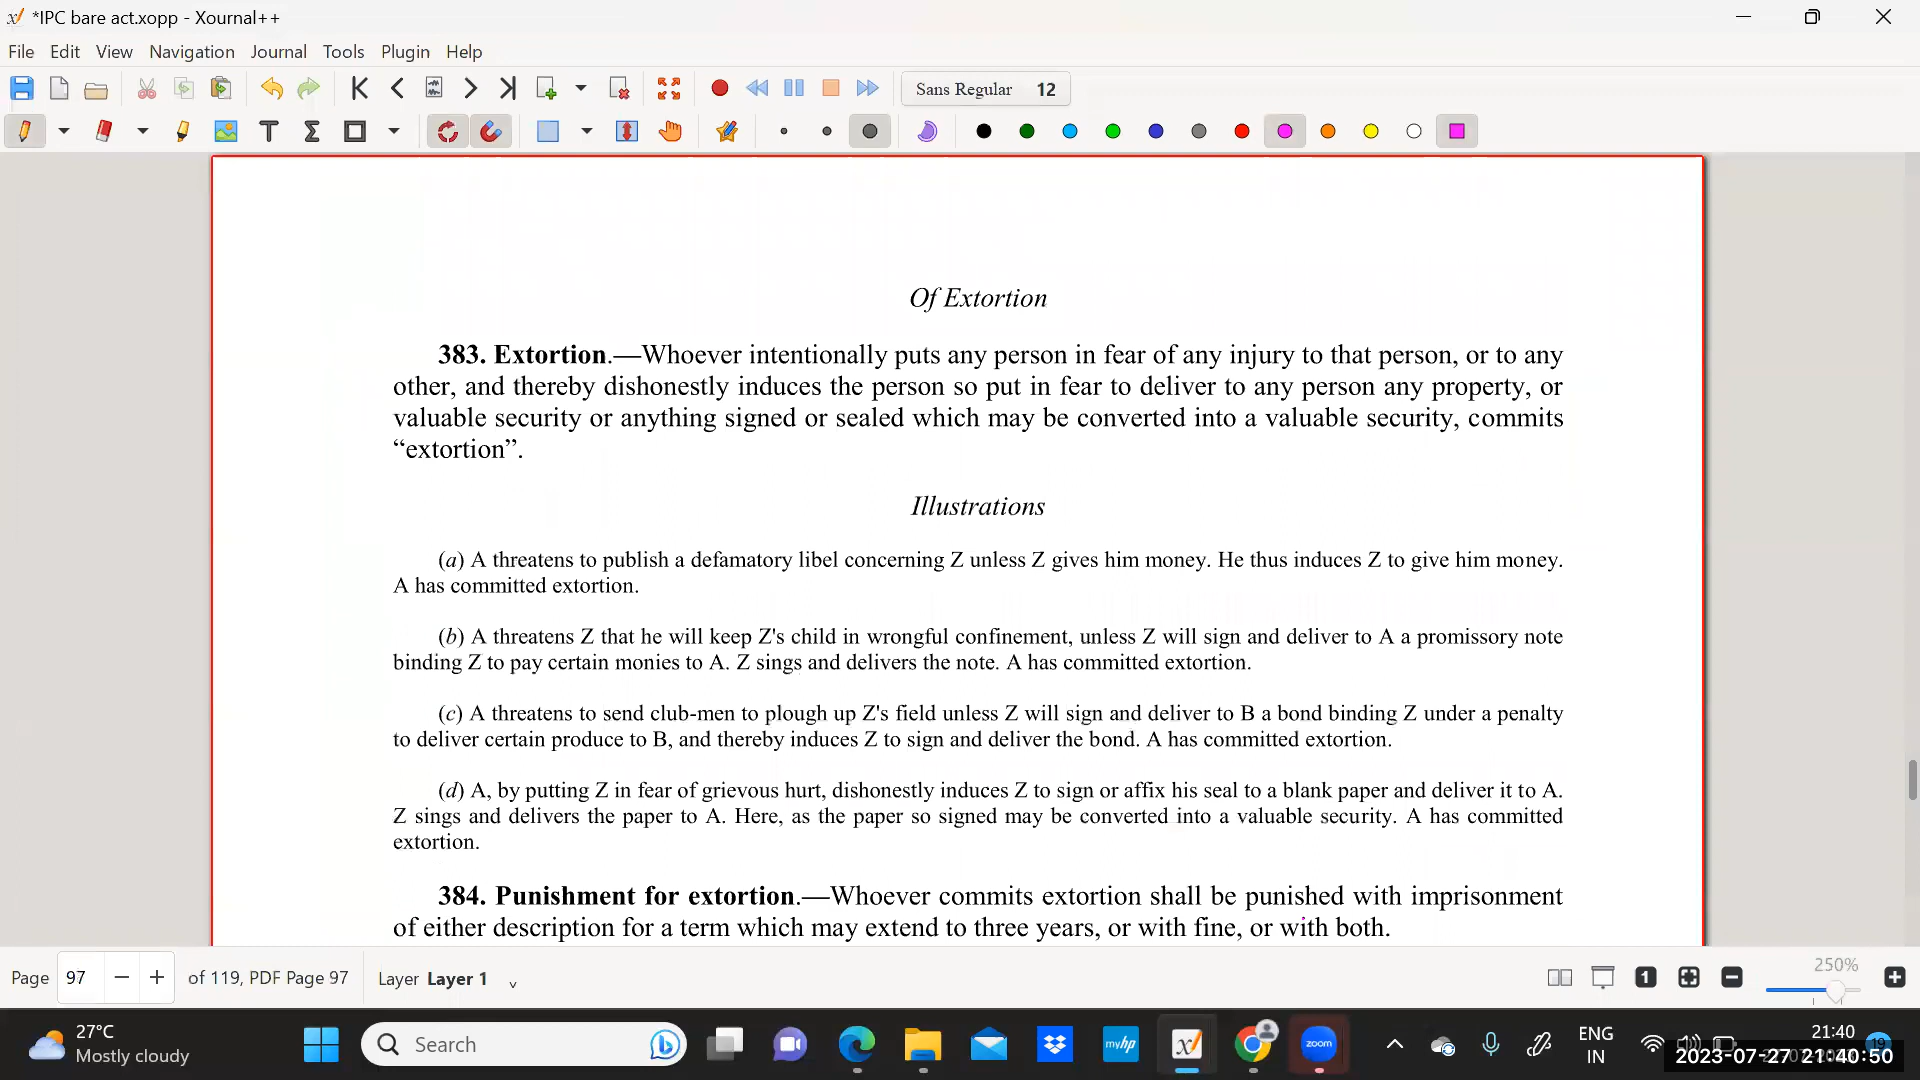 *IPC bare act.xopp - Xournal++
File Edit View Navigation Journal Tools Plugin Help
Sans Regular 12
Of Extortion
383. Extortion.—Whoever intentionally puts any person in fear of any injury to that person, or to any
other, and thereby dishonestly induces the person so put in fear to deliver to any person any property, or
valuable security or anything signed or sealed which may be converted into a valuable security, commits
“extortion”.
Illustrations
(a) A threatens to publish a defamatory libel concerning Z unless Z gives him money. He thus induces Z to give him money.
A has committed extortion.
(b) A threatens Z that he will keep Z's child in wrongful confinement, unless Z will sign and deliver to A a promissory note
binding Z to pay certain monies to A. Z sings and delivers the note. A has committed extortion.
(c) A threatens to send club-men to plough up Z's field unless Z will sign and deliver to B a bond binding Z under a penalty
to deliver certain produce to B, and thereby induces Z to sign and deliver the bond. A has committed extortion.
(d) A, by putting Z in fear of grievous hurt, dishonestly induces Z to sign or affix his seal to a blank paper and deliver it to A.
Z sings and delivers the paper to A. Here, as the paper so signed may be converted into a valuable security. A has committed
extortion.
384. Punishment for extortion.—Whoever commits extortion shall be punished with imprisonment
of either description for a term which may extend to three years, or with fine, or with both.
Page 97 of 119, PDF Page 97 Layer Layer 1 1 250%
27°C
Mostly cloudy
Search
myhp
zoom
ENG
IN
21:40
19
2023-07-27 21:40:50